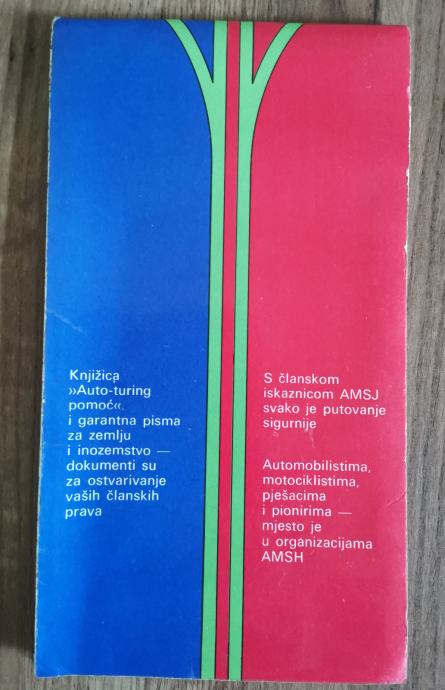 Knjižica
»Auto-turing
pomoć«
i garantna pisma
za zemlju
i inozemstvo —
dokumenti su
za ostvarivanje
vaših članskih
prava
S članskom
iskaznicom AMSJ
svako je putovanje
sigurnije
Automobilistima,
motociklistima,
pješacima
i pionirima —
mjesto je
u organizacijama
AMSH